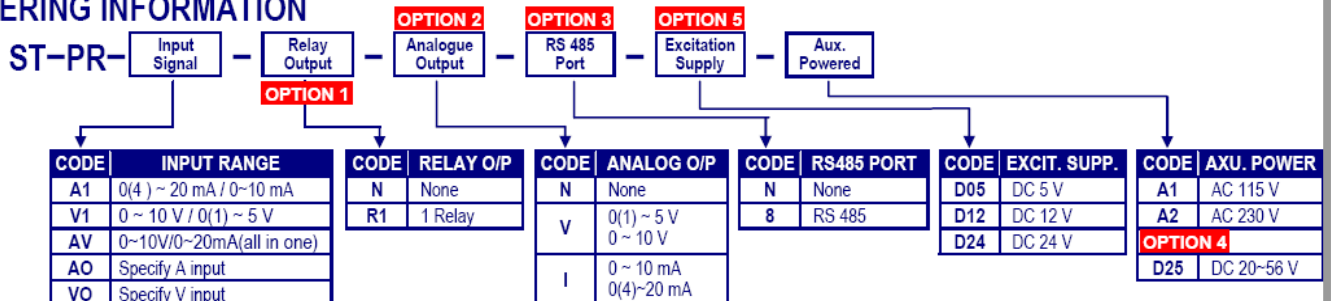 ERING INFORMATION
OPTION 2 OPTION 3 OPTION 5
ST-PR- Input Signal - Relay Output - Analogue Output - RS 485 Port - Excitation Supply - Aux. Powered
OPTION 1
CODE INPUT RANGE
A1 0(4 ) ~ 20 mA / 0~10 mA
V1 0 ~ 10 V / 0(1) ~ 5 V
AV 0~10V/0~20mA(all in one)
AO Specify A input
VO Specify V input
CODE RELAY O/P
N None
R1 1 Relay
CODE ANALOG O/P
N None
V 0(1) ~ 5 V
0 ~ 10 V
I 0 ~ 10 mA
0(4)~20 mA
CODE RS485 PORT
N None
8 RS 485
CODE EXCIT. SUPP.
D05 DC 5 V
D12 DC 12 V
D24 DC 24 V
CODE AXU. POWER
A1 AC 115 V
A2 AC 230 V
OPTION 4
D25 DC 20~56 V